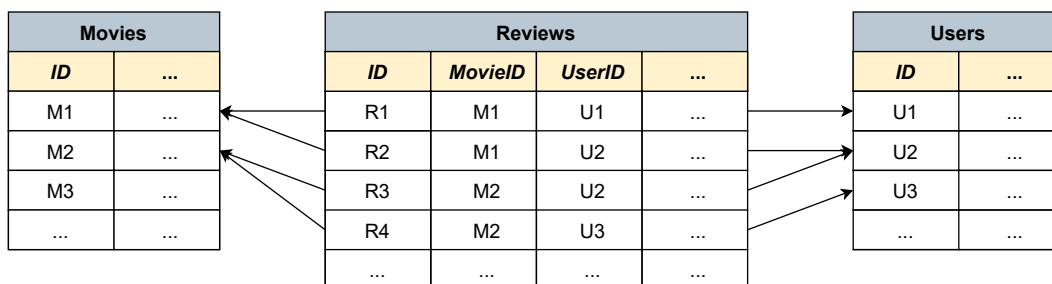 Movies Reviews Users
ID ... ID MovieID UserID ... ID ...
M1 ... R1 M1 U1 ... U1 ...
M2 ... R2 M1 U2 ... U2 ...
M3 ... R3 M2 U2 ... U3 ...
... ... R4 M2 U3 ... ... ...
... ... ... ...